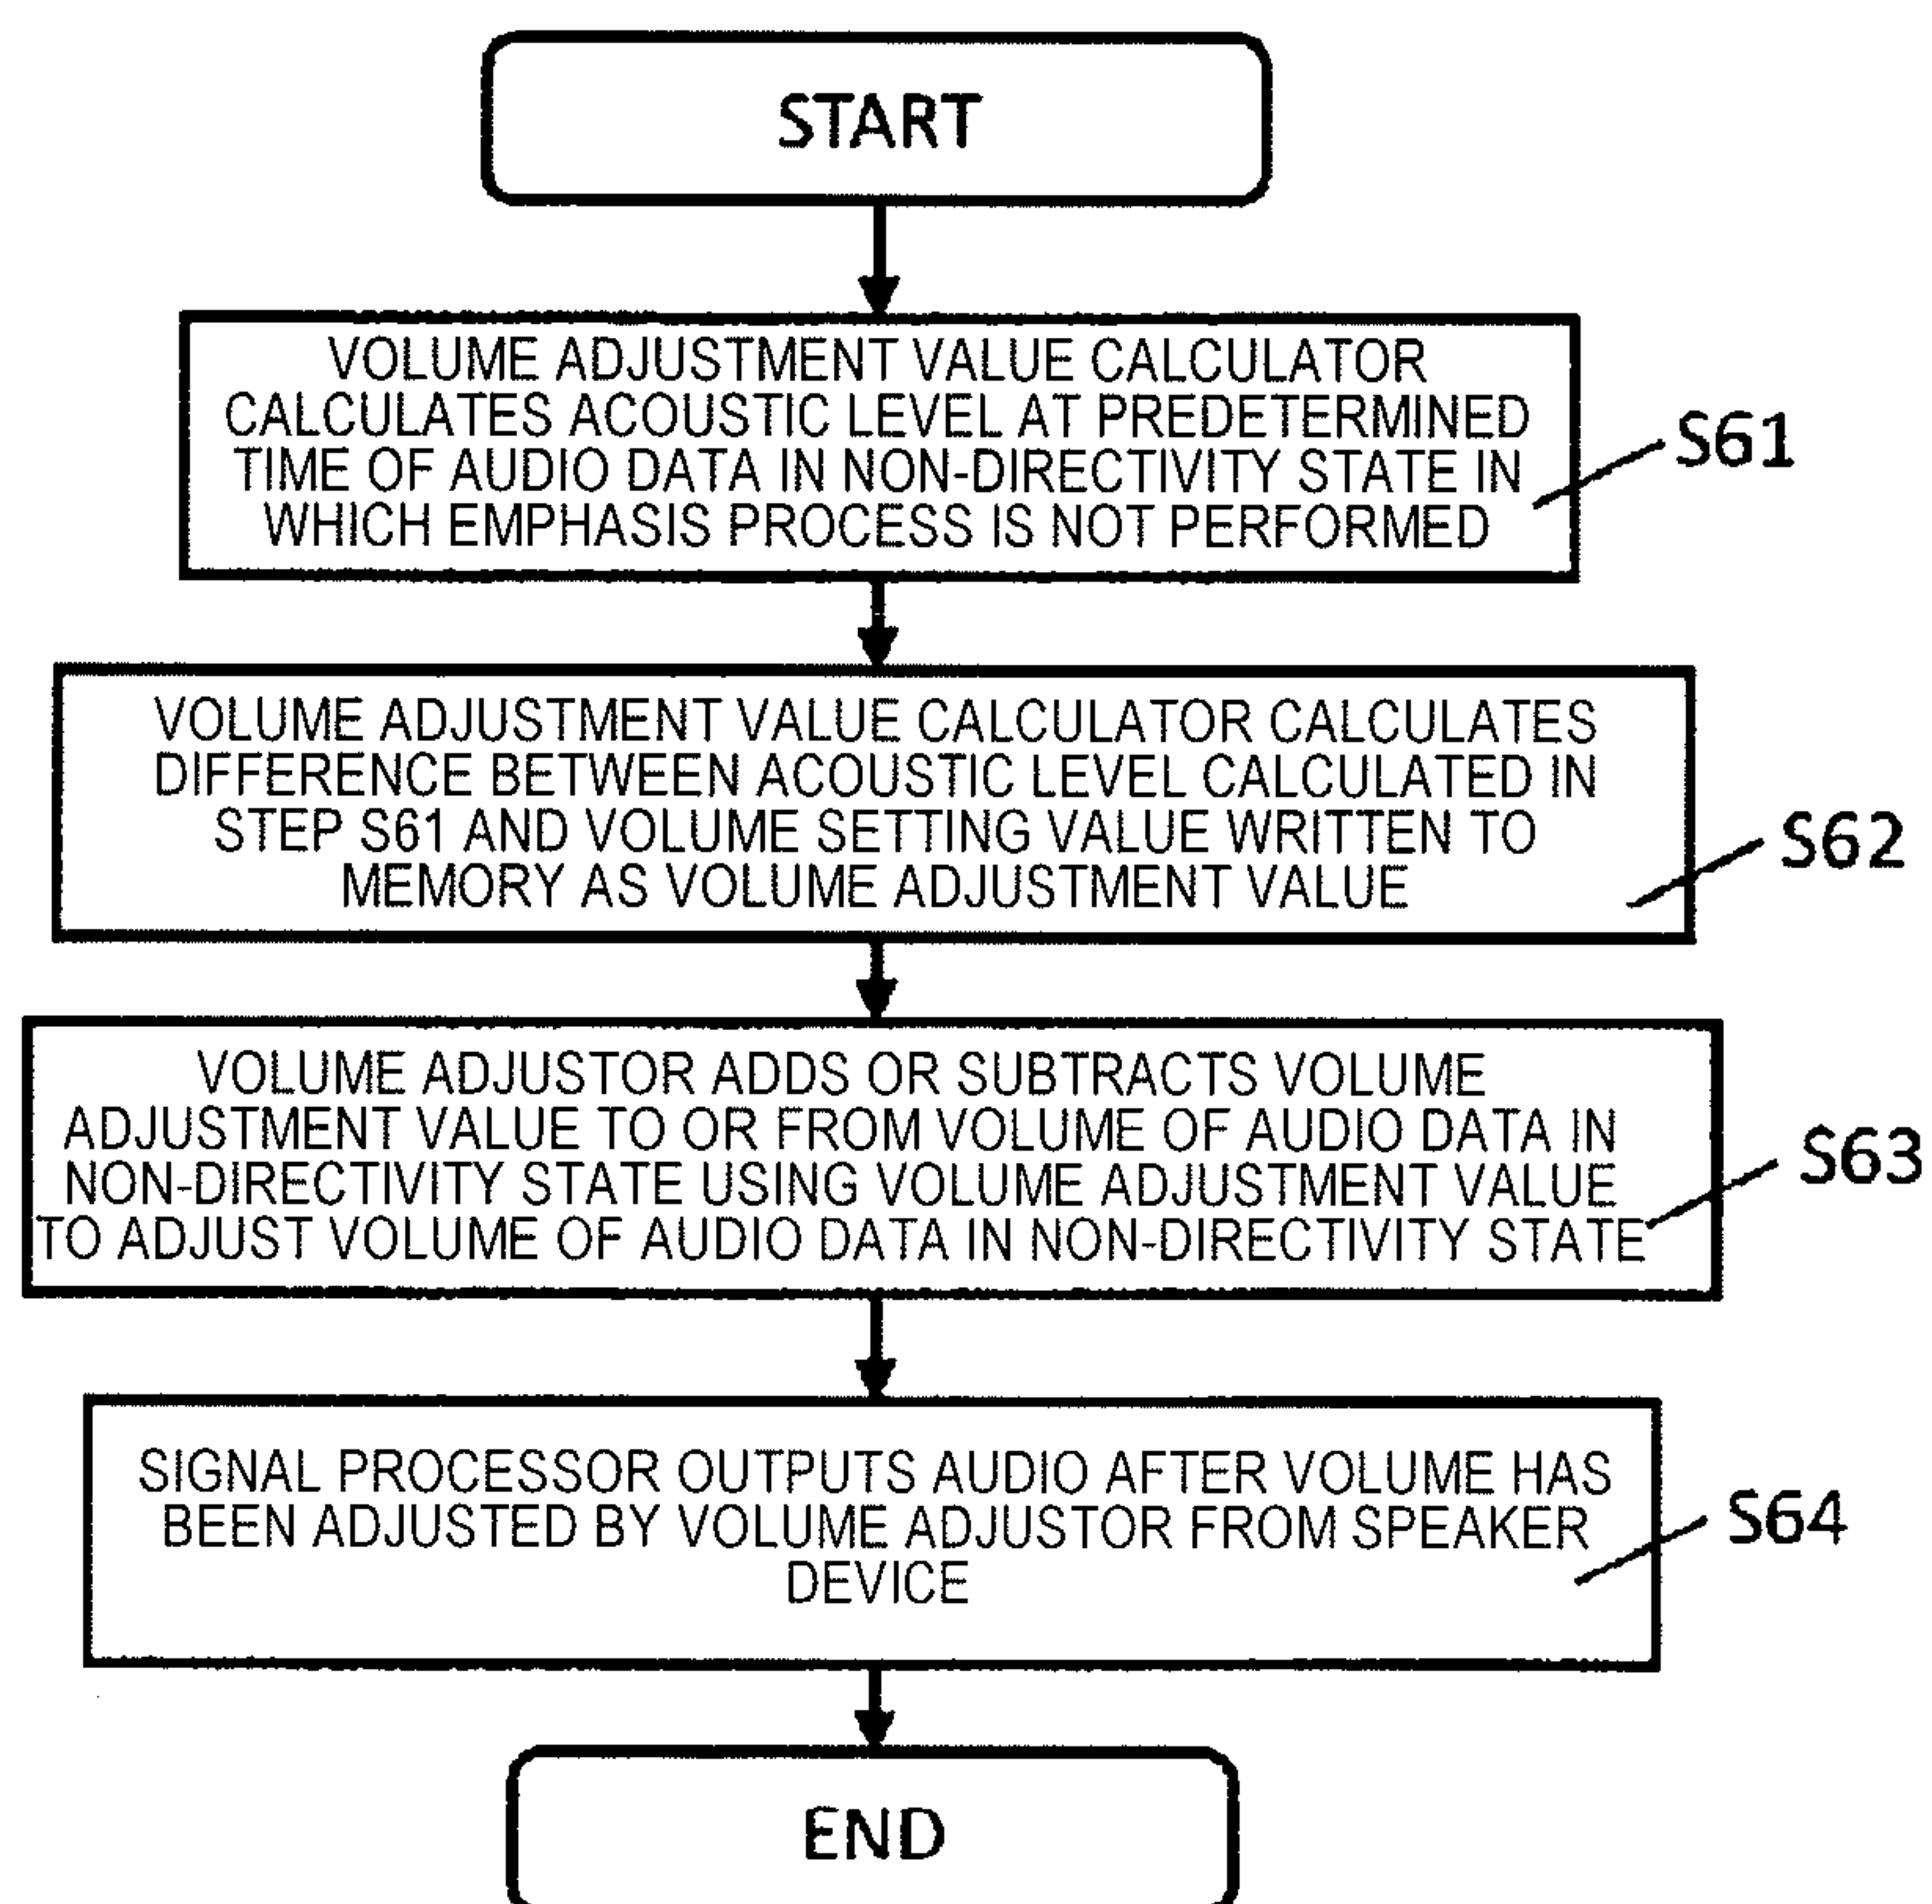 START
VOLUME ADJUSTMENT VALUE CALCULATOR
CALCULATES ACOUSTIC LEVEL AT PREDETERMINED
TIME OF AUDIO DATA IN NON-DIRECTIVITY STATE IN
WHICH EMPHASIS PROCESS IS NOT PERFORMED
S61
VOLUME ADJUSTMENT VALUE CALCULATOR CALCULATES
DIFFERENCE BETWEEN ACOUSTIC LEVEL CALCULATED IN
STEP S61 AND VOLUME SETTING VALUE WRITTEN TO
MEMORY AS VOLUME ADJUSTMENT VALUE
S62
VOLUME ADJUSTOR ADDS OR SUBTRACTS VOLUME
ADJUSTMENT VALUE TO OR FROM VOLUME OF AUDIO DATA IN
NON-DIRECTIVITY STATE USING VOLUME ADJUSTMENT VALUE
TO ADJUST VOLUME OF AUDIO DATA IN NON-DIRECTIVITY STATE
S63
SIGNAL PROCESSOR OUTPUTS AUDIO AFTER VOLUME HAS
BEEN ADJUSTED BY VOLUME ADJUSTOR FROM SPEAKER
DEVICE
S64
END